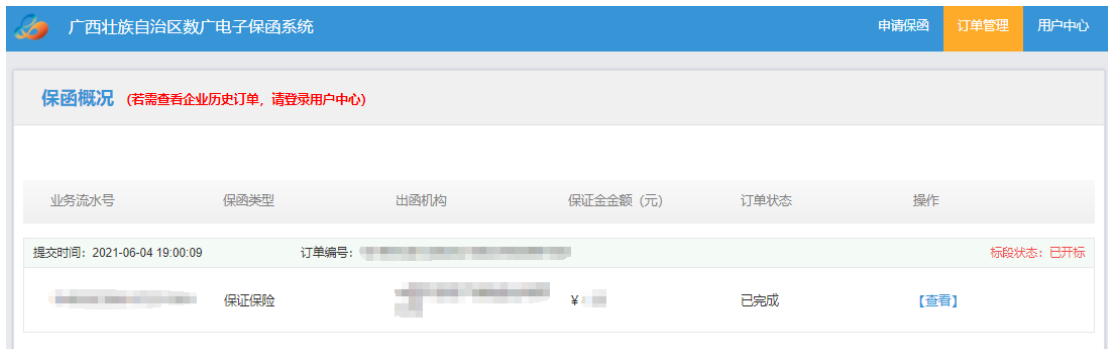 广西壮族自治区数广电子保函系统 申请保函 订单管理 用户中心
保函概况 (若需查看企业历史订单，请登录用户中心)
业务流水号 保函类型 出函机构 保证金金额（元） 订单状态 操作
提交时间：2021-06-04 19:00:09 订单编号： 标段状态：已开标
保证保险 ¥ 已完成 【查看】